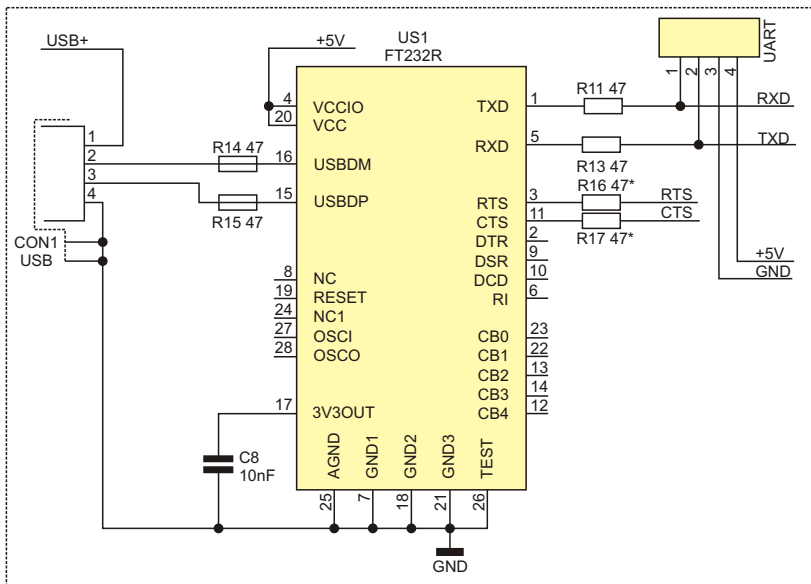 USB+
1
2
3
4
CON1
USB
R14 47
R15 47
+5V
US1
FT232R
4
VCCIO
20
VCC
16
USBDM
15
USBDP
8
NC
19
RESET
24
NC1
27
OSCI
28
OSCO
17
3V3OUT
C8
10nF
TXD
1
R11 47
RXD
RXD
5
R13 47
TXD
RTS
3
R16 47*
RTS
CTS
11
R17 47*
CTS
DTR
2
DSR
9
DCD
10
RI
6
CB0
23
CB1
22
CB2
13
CB3
14
CB4
12
UART
1
2
3
4
+5V
GND
AGND
GND1
GND2
GND3
TEST
25
7
18
21
26
GND